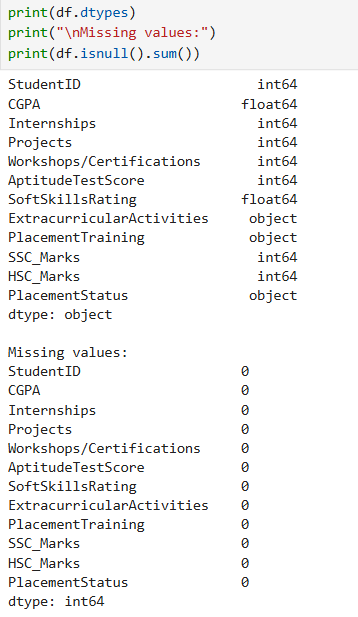 print(df.dtypes)
print("\nMissing values:")
print(df.isnull().sum())
StudentID int64
CGPA float64
Internships int64
Projects int64
Workshops/Certifications int64
AptitudeTestScore int64
SoftSkillsRating float64
ExtracurricularActivities object
PlacementTraining object
SSC_Marks int64
HSC_Marks int64
PlacementStatus object
dtype: object
Missing values:
StudentID 0
CGPA 0
Internships 0
Projects 0
Workshops/Certifications 0
AptitudeTestScore 0
SoftSkillsRating 0
ExtracurricularActivities 0
PlacementTraining 0
SSC_Marks 0
HSC_Marks 0
PlacementStatus 0
dtype: int64